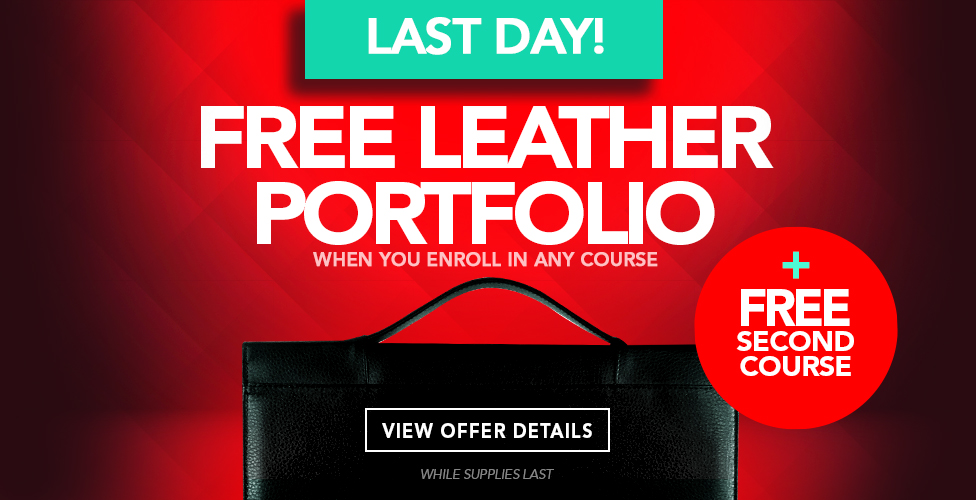 LAST DAY!
FREE LEATHER
PORTFOLIO
WHEN YOU ENROLL IN ANY COURSE
+
FREE
SECOND
COURSE
VIEW OFFER DETAILS
WHILE SUPPLIES LAST